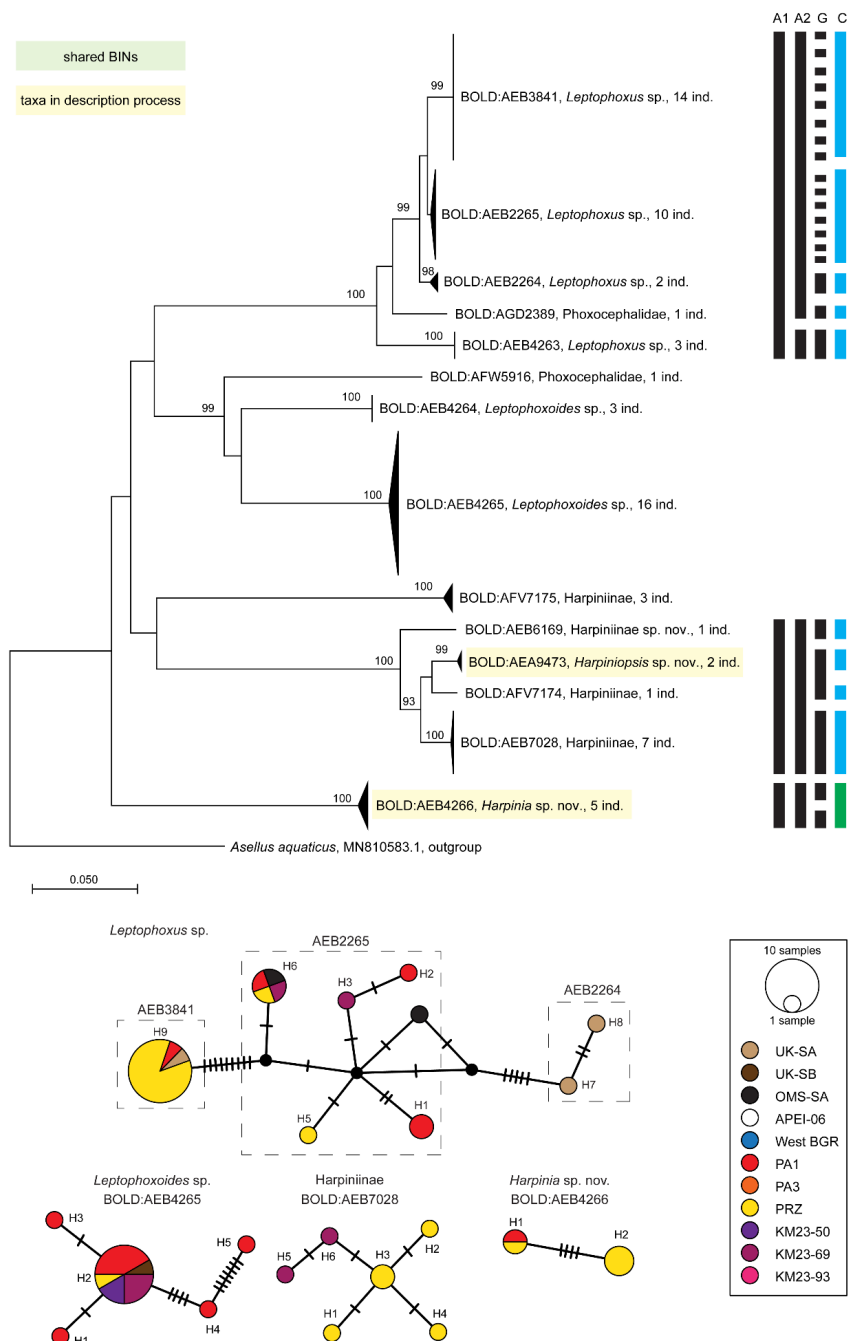 A1 A2 G C
shared BINs
taxa in description process
99
BOLD:AEB3841, Leptophoxus sp., 14 ind.
99
BOLD:AEB2265, Leptophoxus sp., 10 ind.
99
98
BOLD:AEB2264, Leptophoxus sp., 2 ind.
100
BOLD:AGD2389, Phoxocephalidae, 1 ind.
100
BOLD:AEB4263, Leptophoxus sp., 3 ind.
BOLD:AFW5916, Phoxocephalidae, 1 ind.
100
BOLD:AEB4264, Leptophoxoides sp., 3 ind.
99
100
BOLD:AEB4265, Leptophoxoides sp., 16 ind.
100
BOLD:AFV7175, Harpiniinae, 3 ind.
BOLD:AEB6169, Harpiniinae sp. nov., 1 ind.
99
100
BOLD:AEA9473, Harpiniopsis sp. nov., 2 ind.
BOLD:AFV7174, Harpiniinae, 1 ind.
93
100
BOLD:AEB7028, Harpiniinae, 7 ind.
100
BOLD:AEB4266, Harpinia sp. nov., 5 ind.
Asellus aquaticus, MN810583.1, outgroup
0.050
Leptophoxus sp.
AEB2265
H6
H3
H2
AEB3841
H9
AEB2264
H8
H7
H5
H1
Leptophoxoides sp.
BOLD:AEB4265
H3
H5
H2
H4
H1
Harpiniinae
BOLD:AEB7028
H2
H6
H3
H5
H1
H4
Harpinia sp. nov.
BOLD:AEB4266
H1
H2
10 samples
1 sample
UK-SA
UK-SB
OMS-SA
APEI-06
West BGR
PA1
PA3
PRZ
KM23-50
KM23-69
KM23-93